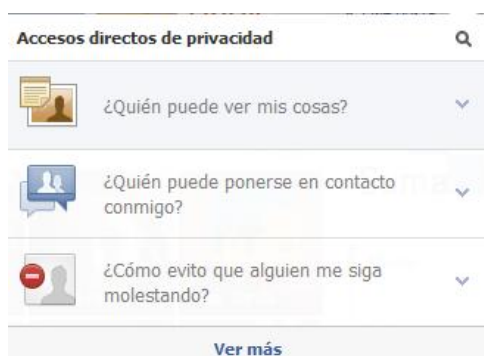 Accesos directos de privacidad
¿Quién puede ver mis cosas?
¿Quién puede ponerse en contacto
conmigo?
¿Cómo evito que alguien me siga
molestando?
Ver más